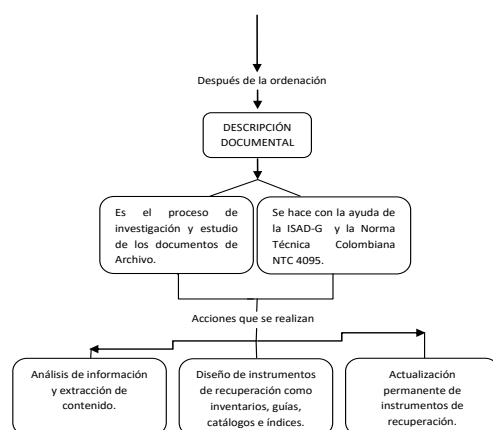 Después de la ordenación
DESCRIPCIÓN
DOCUMENTAL
Es el proceso de
investigación y estudio
de los documentos de
Archivo.
Se hace con la ayuda de
la ISAD-G y la Norma
Técnica Colombiana
NTC 4095.
Acciones que se realizan
Análisis de información
y extracción de
contenido.
Diseño de instrumentos
de recuperación como
inventarios, guías,
catálogos e índices.
Actualización
permanente de
instrumentos de
recuperación.